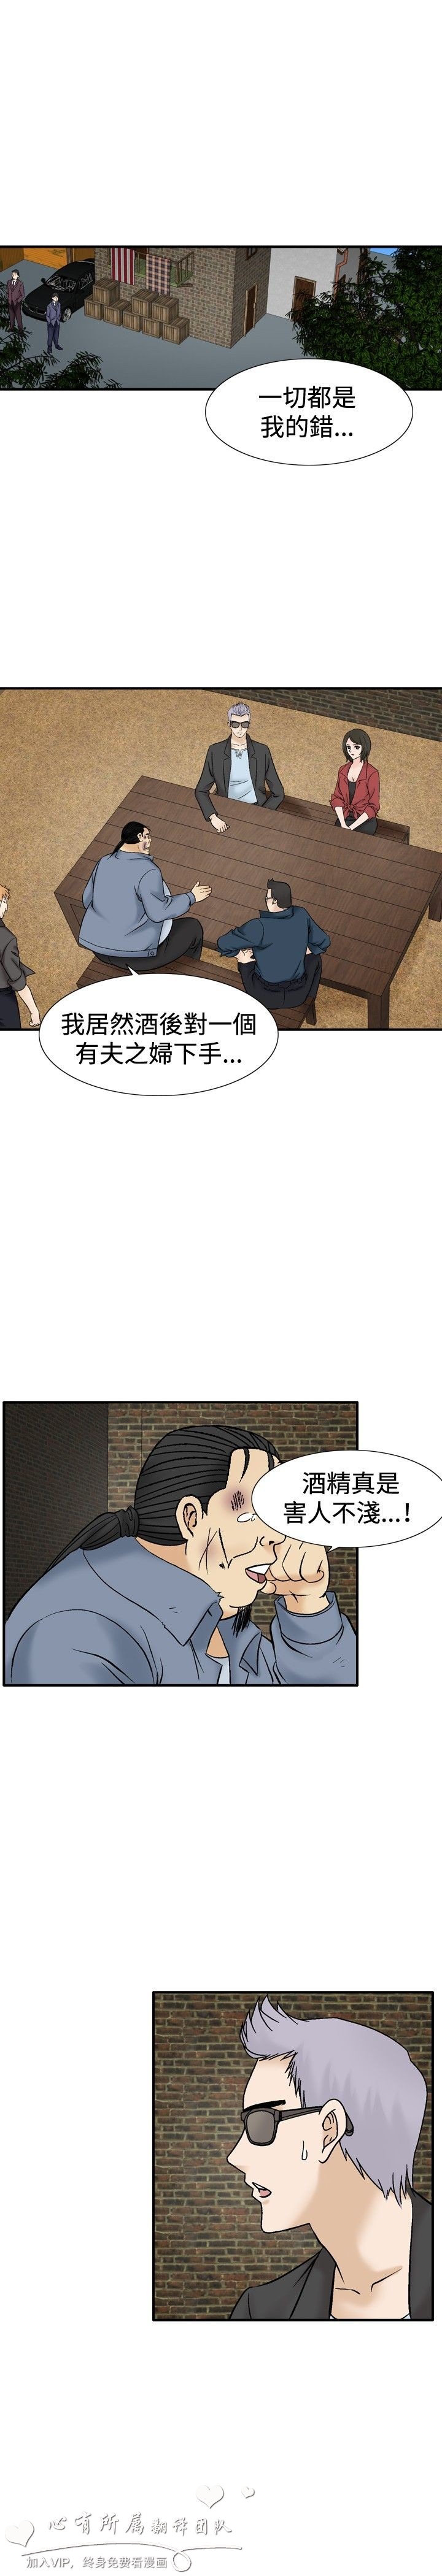 一切都是
我的錯...
我居然酒後對一個
有夫之婦下手...
酒精真是
害人不淺...!
心有所属翻译团队
加入VIP，终身免费看漫画